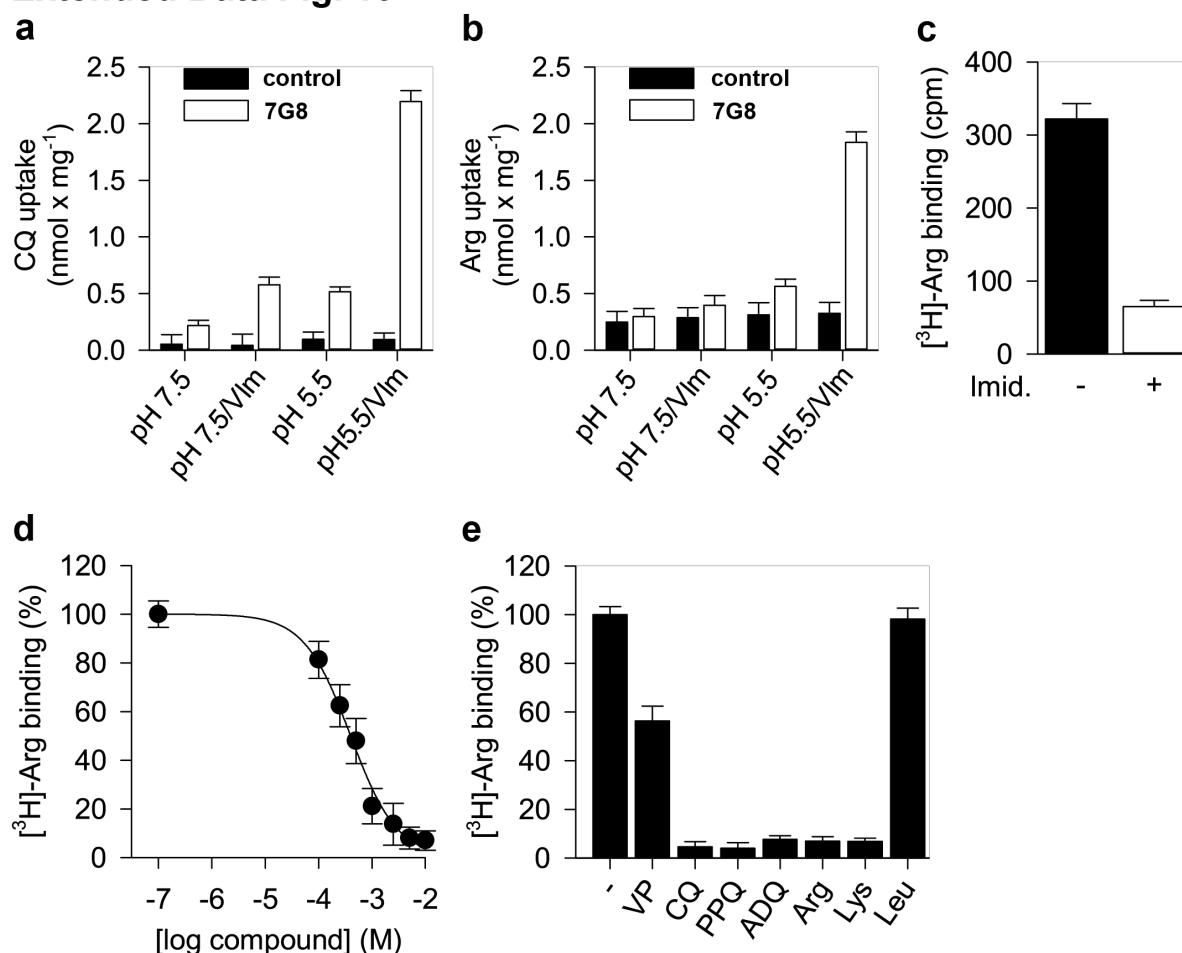 a
b
c
2.5
2.0
1.5
1.0
0.5
0.0
CQ uptake
(nmol x mg⁻¹)
control
7G8
pH 7.5
pH 7.5/Vlm
pH 5.5
pH5.5/Vlm
2.5
2.0
1.5
1.0
0.5
0.0
Arg uptake
(nmol x mg⁻¹)
control
7G8
pH 7.5
pH 7.5/Vlm
pH 5.5
pH5.5/Vlm
400
300
200
100
0
[³H]-Arg binding (cpm)
Imid. - +
d
e
120
100
80
60
40
20
0
[³H]-Arg binding (%)
-7 -6 -5 -4 -3 -2
[log compound] (M)
120
100
80
60
40
20
0
[³H]-Arg binding (%)
-
VP
CQ
PPQ
ADQ
Arg
Lys
Leu